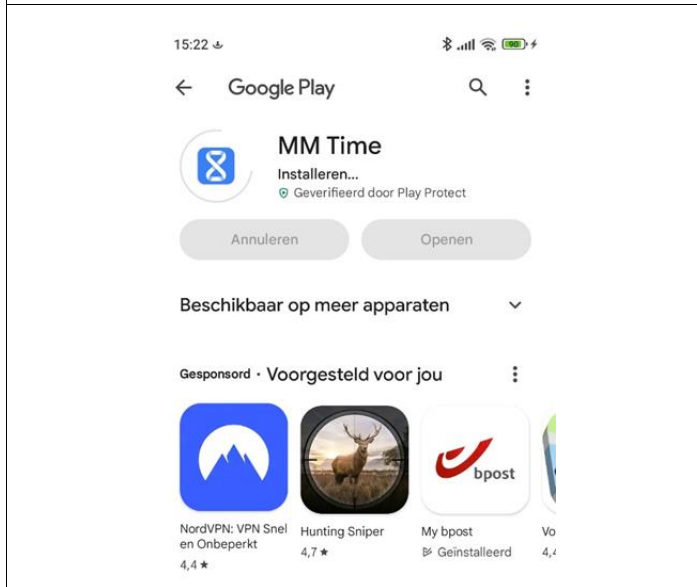 15:22
90
Google Play
MM Time
Installeren...
Geverifieerd door Play Protect
Annuleren
Openen
Beschikbaar op meer apparaten
Gesponsord · Voorgesteld voor jou
bpost
NordVPN: VPN Snel
en Onbeperkt
4,4 ★
Hunting Sniper
4,7 ★
My bpost
Geïnstalleerd
Vo
4,4